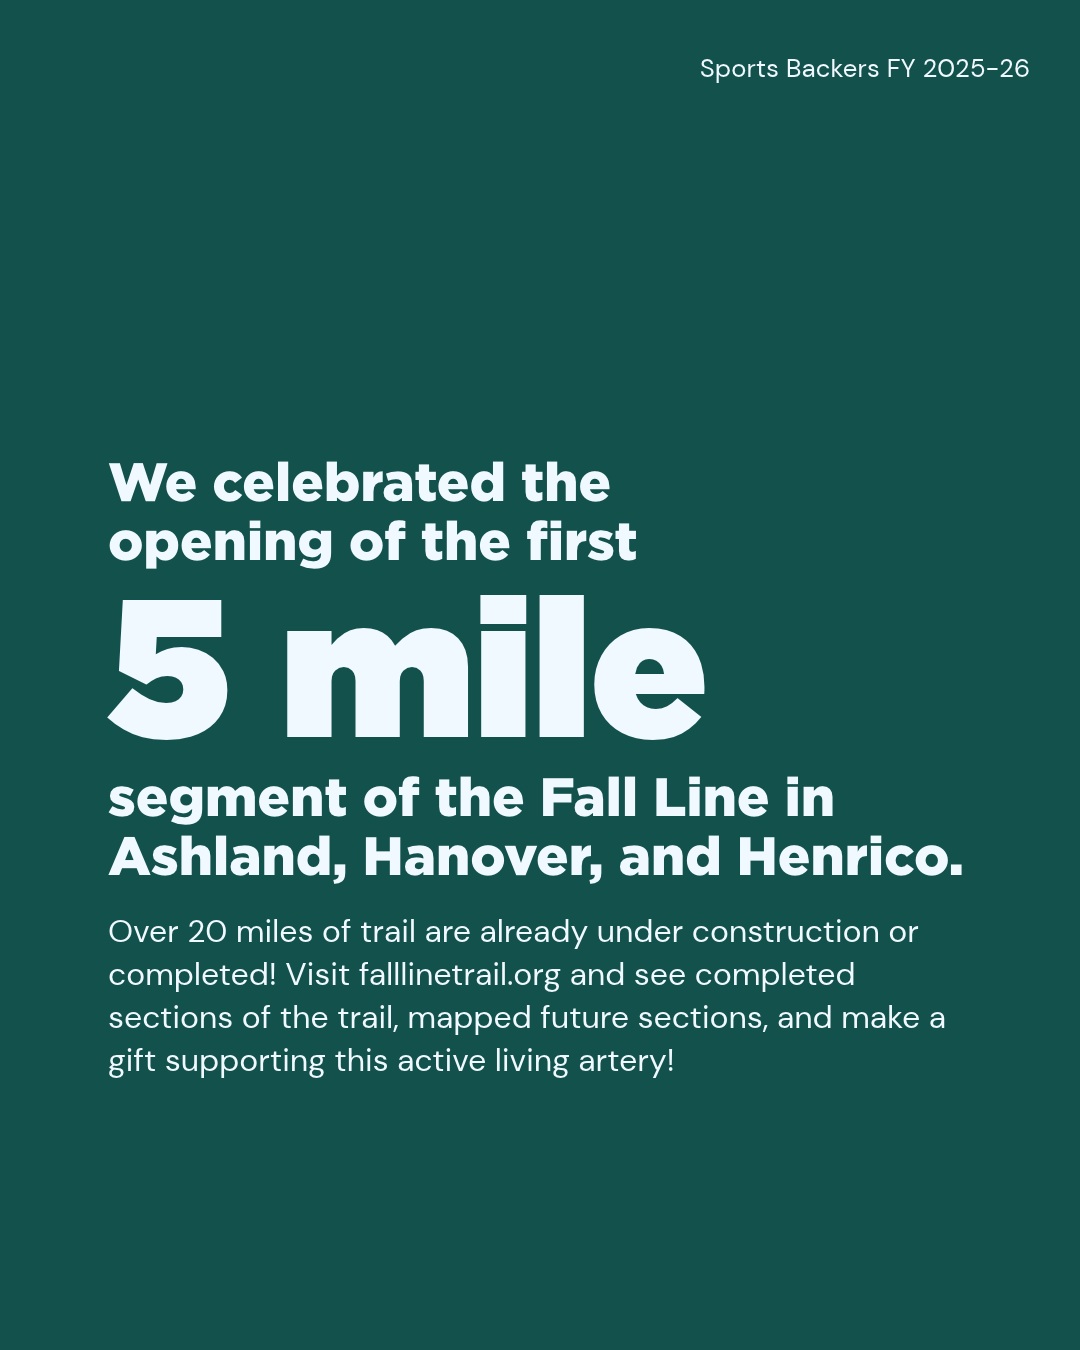 Sports Backers FY 2025-26
We celebrated the
opening of the first
5 mile
segment of the Fall Line in
Ashland, Hanover, and Henrico.
Over 20 miles of trail are already under construction or
completed! Visit falllinetrail.org and see completed
sections of the trail, mapped future sections, and make a
gift supporting this active living artery!